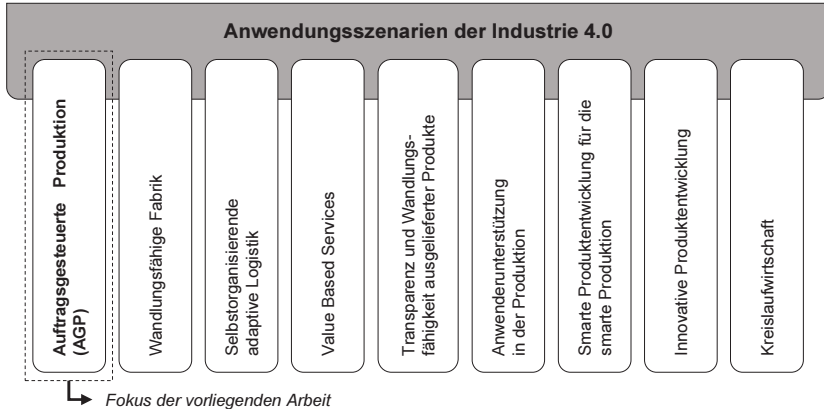 Anwendungsszenarien der Industrie 4.0
Auftragsgesteuerte Produktion
(AGP)
Wandlungsfähige Fabrik
Selbstorganisierende
adaptive Logistik
Value Based Services
Transparenz und Wandlungs-
fähigkeit ausgelieferter Produkte
Anwenderunterstützung
in der Produktion
Smarte Produktentwicklung für die
smarte Produktion
Innovative Produktentwicklung
Kreislaufwirtschaft
Fokus der vorliegenden Arbeit